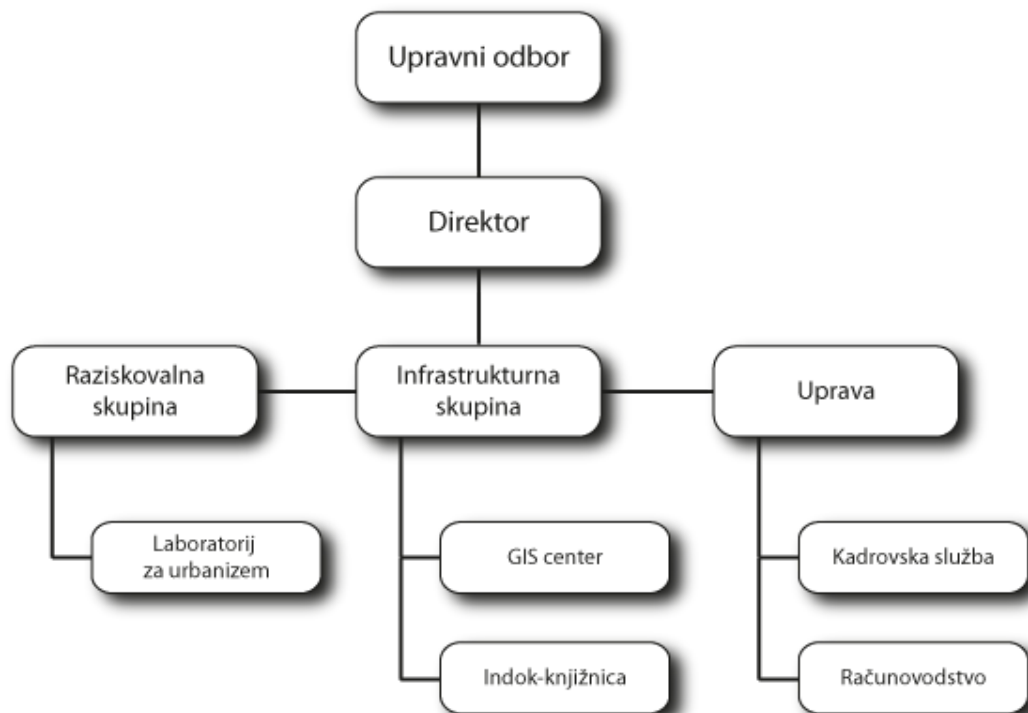 Upravni odbor
Direktor
Raziskovalna
skupina
Infrastrukturna
skupina
Uprava
Laboratorij
za urbanizem
GIS center
Kadrovska služba
Indok-knjižnica
Računovodstvo